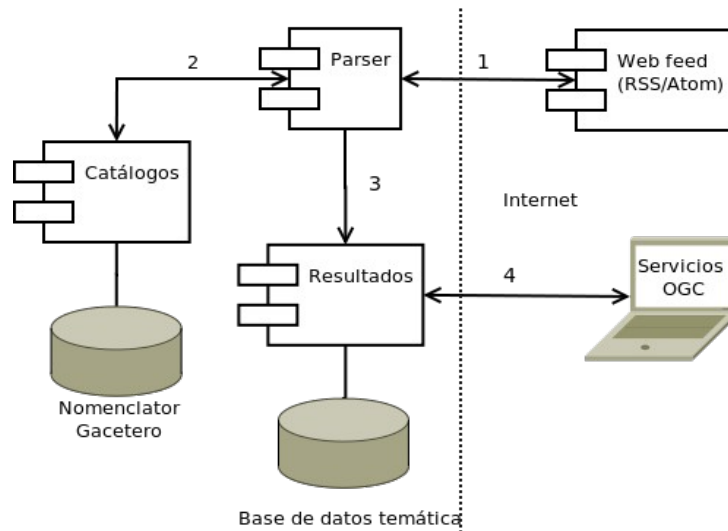 2
Parser
1
Web feed
(RSS/Atom)
Catálogos
3
Internet
Resultados
4
Servicios
OGC
Nomenclator
Gacetero
Base de datos temática